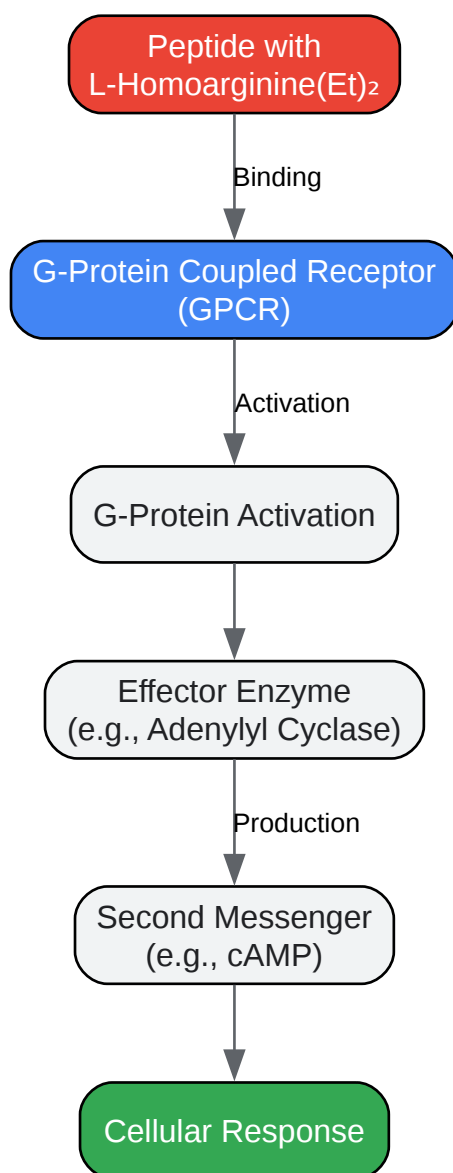 Peptide with
L-Homoarginine(Et)₂
Binding
G-Protein Coupled Receptor
(GPCR)
Activation
G-Protein Activation
Effector Enzyme
(e.g., Adenylyl Cyclase)
Production
Second Messenger
(e.g., cAMP)
Cellular Response